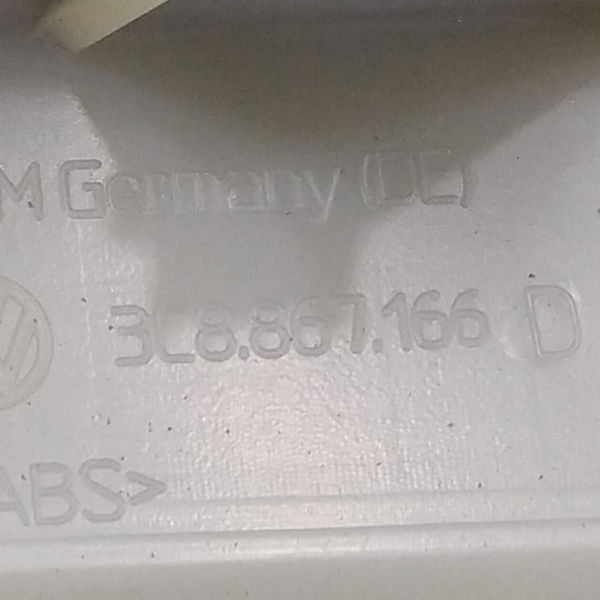 M Germany (DE)
3C8.867.166 D
ABS>